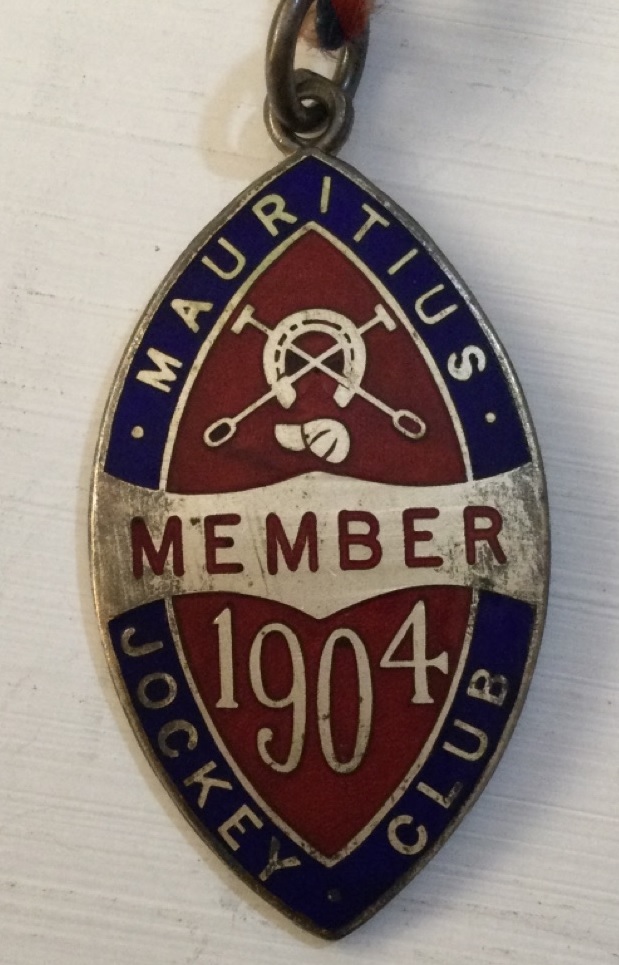 MAURITIUS
MEMBER
1904
JOCKEY CLUB